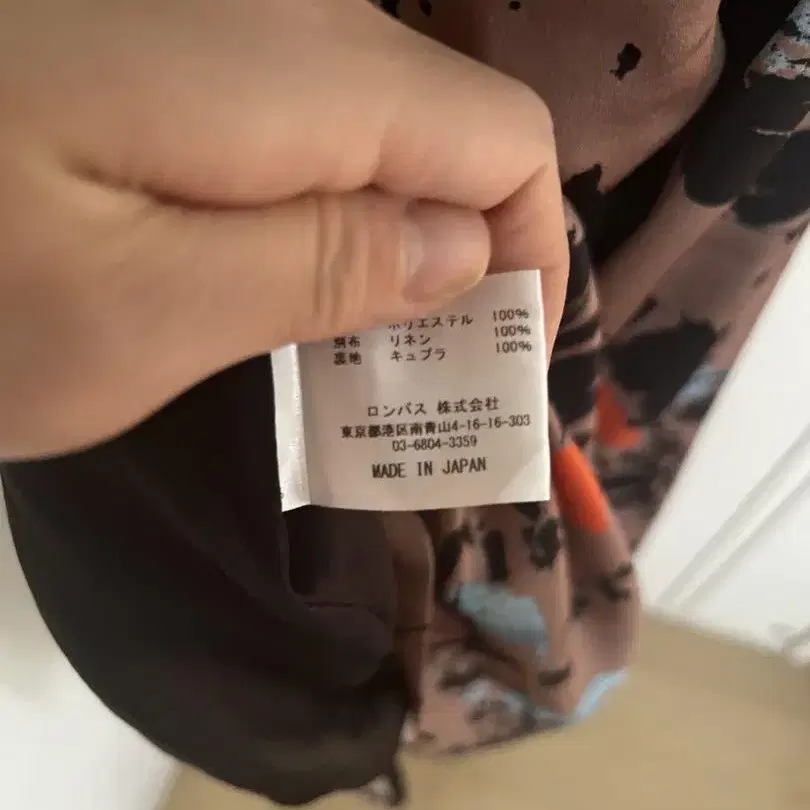 ポリエステル 100%
別布 リネン 100%
裏地 キュプラ 100%
ロンバス 株式会社
東京都港区南青山4-16-16-303
03-6804-3359
MADE IN JAPAN